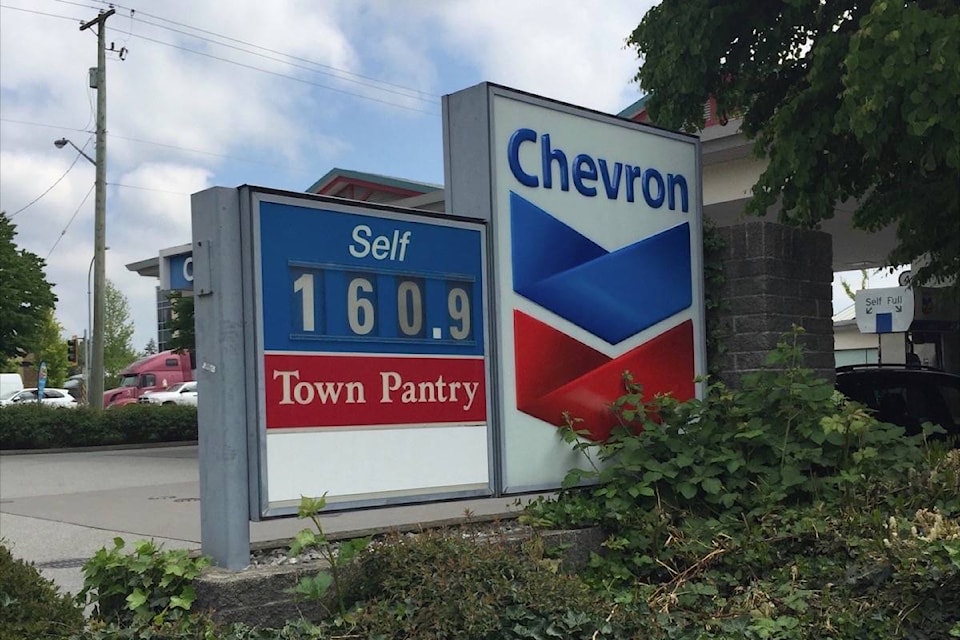 Chevron
Self
160.9
Town Pantry
Self Full